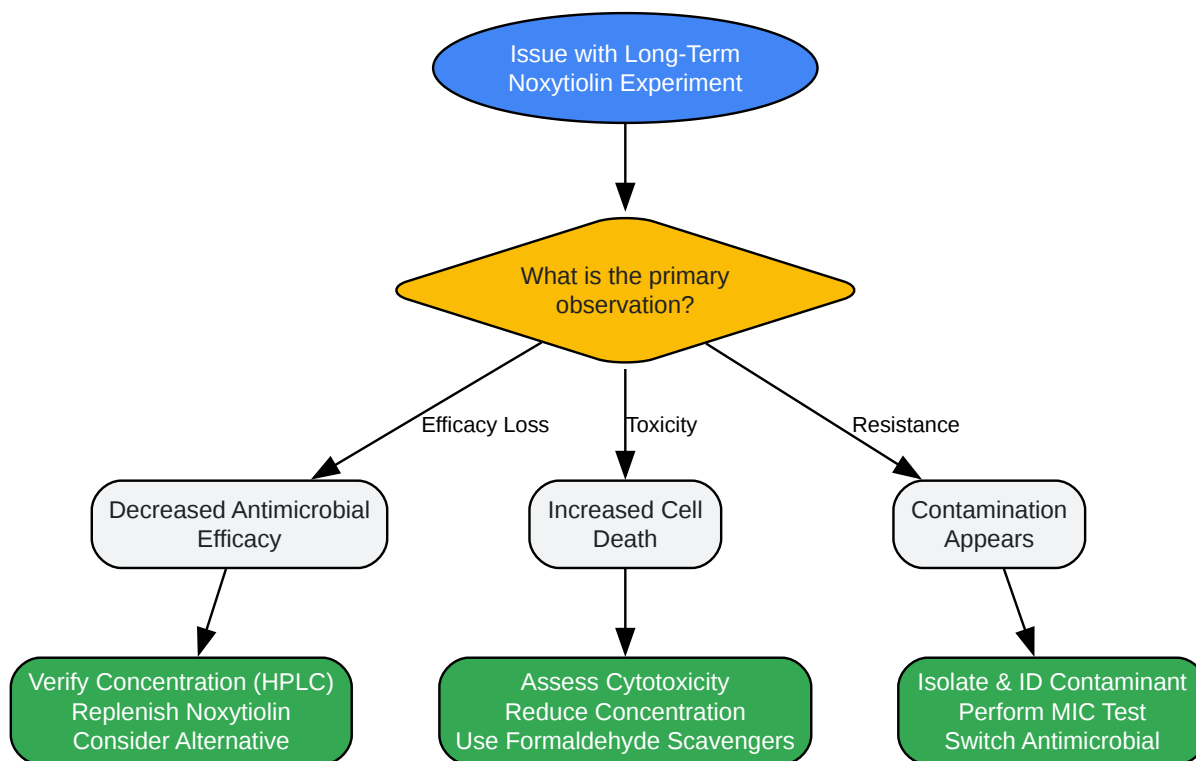 Issue with Long-Term
Noxytiolin Experiment
What is the primary
observation?
Efficacy Loss
Toxicity
Resistance
Decreased Antimicrobial
Efficacy
Increased Cell
Death
Contamination
Appears
Verify Concentration (HPLC)
Replenish Noxytiolin
Consider Alternative
Assess Cytotoxicity
Reduce Concentration
Use Formaldehyde Scavengers
Isolate & ID Contaminant
Perform MIC Test
Switch Antimicrobial